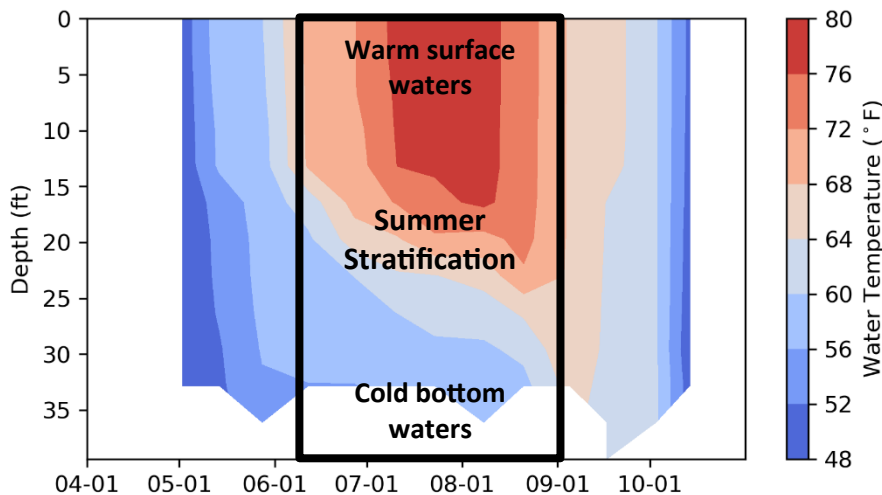 0
5
10
15
20
25
30
35
Depth (ft)
Warm surface
waters
Summer
Stratification
Cold bottom
waters
04-01 05-01 06-01 07-01 08-01 09-01 10-01
80
76
72
68
64
60
56
52
48
Water Temperature (°F)